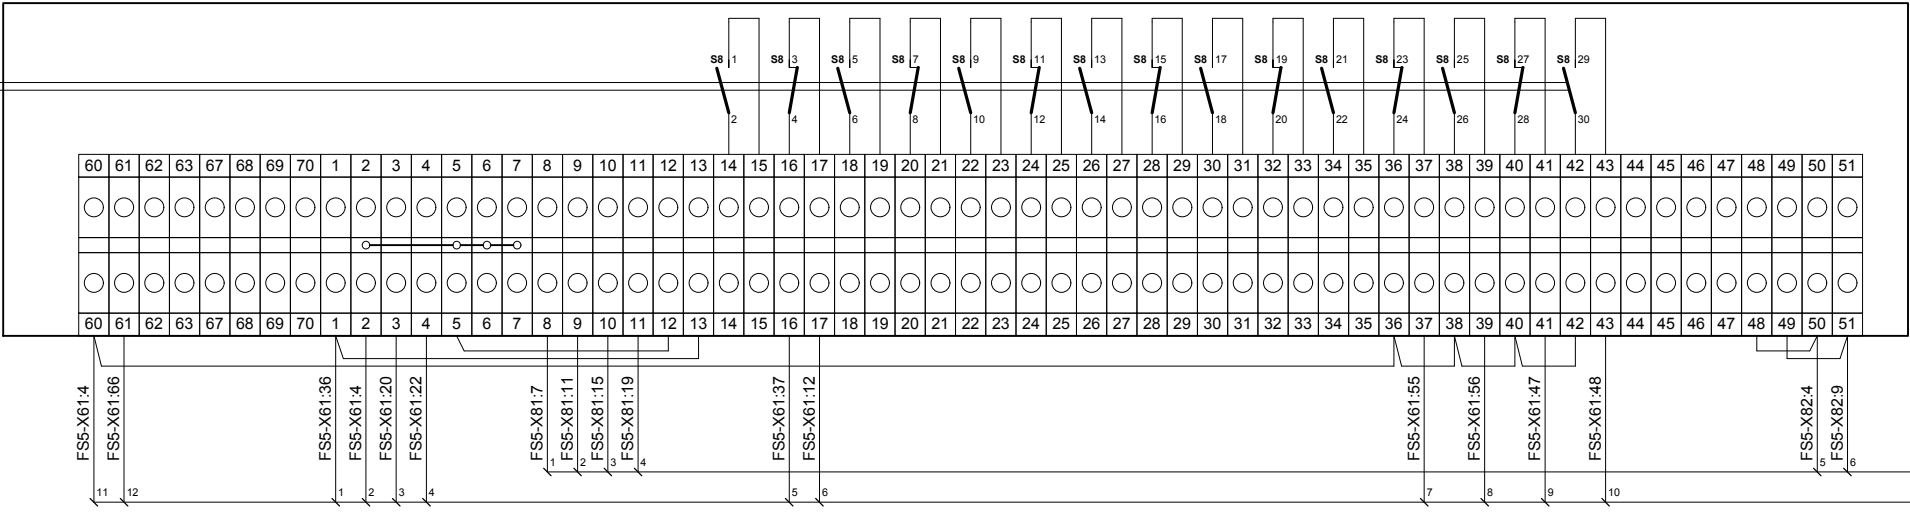 S8 1 S8 3 S8 5 S8 7 S8 9 S8 11 S8 13 S8 15 S8 17 S8 19 S8 21 S8 23 S8 25 S8 27 S8 29
2 4 6 8 10 12 14 16 18 20 22 24 26 28 30
60 61 62 63 67 68 69 70 1 2 3 4 5 6 7 8 9 10 11 12 13 14 15 16 17 18 19 20 21 22 23 24 25 26 27 28 29 30 31 32 33 34 35 36 37 38 39 40 41 42 43 44 45 46 47 48 49 50 51
60 61 62 63 67 68 69 70 1 2 3 4 5 6 7 8 9 10 11 12 13 14 15 16 17 18 19 20 21 22 23 24 25 26 27 28 29 30 31 32 33 34 35 36 37 38 39 40 41 42 43 44 45 46 47 48 49 50 51
FS5-X61:4
FS5-X61:66
FS5-X61:36
FS5-X61:4
FS5-X61:20
FS5-X61:22
FS5-X81:7
FS5-X81:11
FS5-X81:15
FS5-X81:19
FS5-X61:37
FS5-X61:12
FS5-X61:55
FS5-X61:56
FS5-X61:47
FS5-X61:48
FS5-X82:4
FS5-X82:9
1 2 3 4 5 6
11 12 1 2 3 4 5 6 7 8 9 10